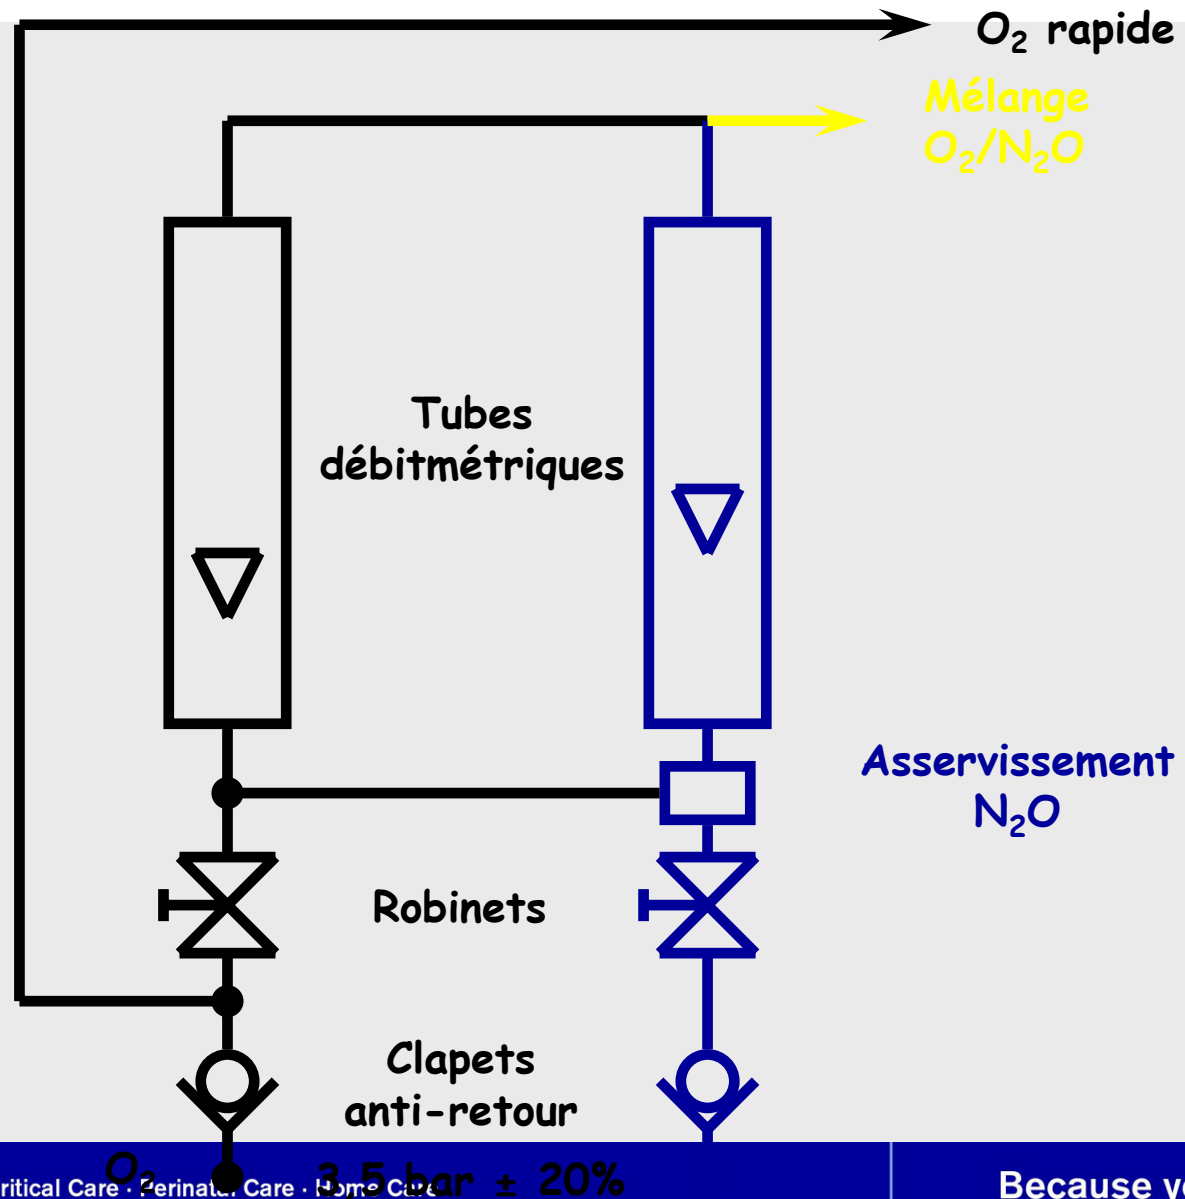 O₂ rapide
Mélange
O₂/N₂O
Tubes
débitmétriques
Asservissement
N₂O
Robinets
Clapets
anti-retour
O₂ 3,5 bar ± 20%
ritical Care · Perinatal Care · Home Care
Because